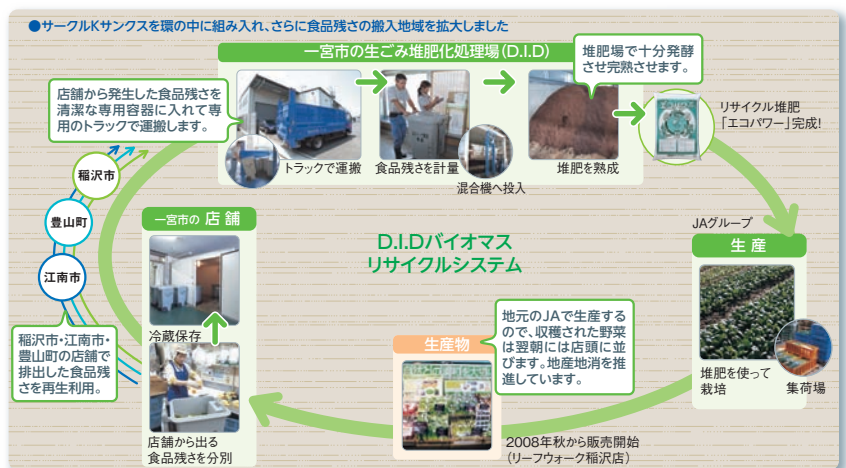 ●サークルKサンクスを環の中に組み入れ、さらに食品残さの搬入地域を拡大しました
一宮市の生ごみ堆肥化処理場(D.I.D)
店舗から発生した食品残さを
清潔な専用容器に入れて専
用のトラックで運搬します。
トラックで運搬
食品残さを計量
混合機へ投入
堆肥場で十分発酵
させ完熟させます。
堆肥を熟成
リサイクル堆肥
「エコパワー」完成!
JAグループ
生産
堆肥を使って
栽培
集荷場
地元のJAで生産する
ので、収穫された野菜
は翌朝には店頭に並
びます。地産地消を推
進しています。
生産物
2008年秋から販売開始
(リーフウォーク稲沢店)
一宮市の 店舗
冷蔵保存
店舗から出る
食品残さを分別
稲沢市
豊山町
江南市
稲沢市・江南市・
豊山町の店舗で
排出した食品残
さを再生利用。
D.I.Dバイオマス
リサイクルシステム